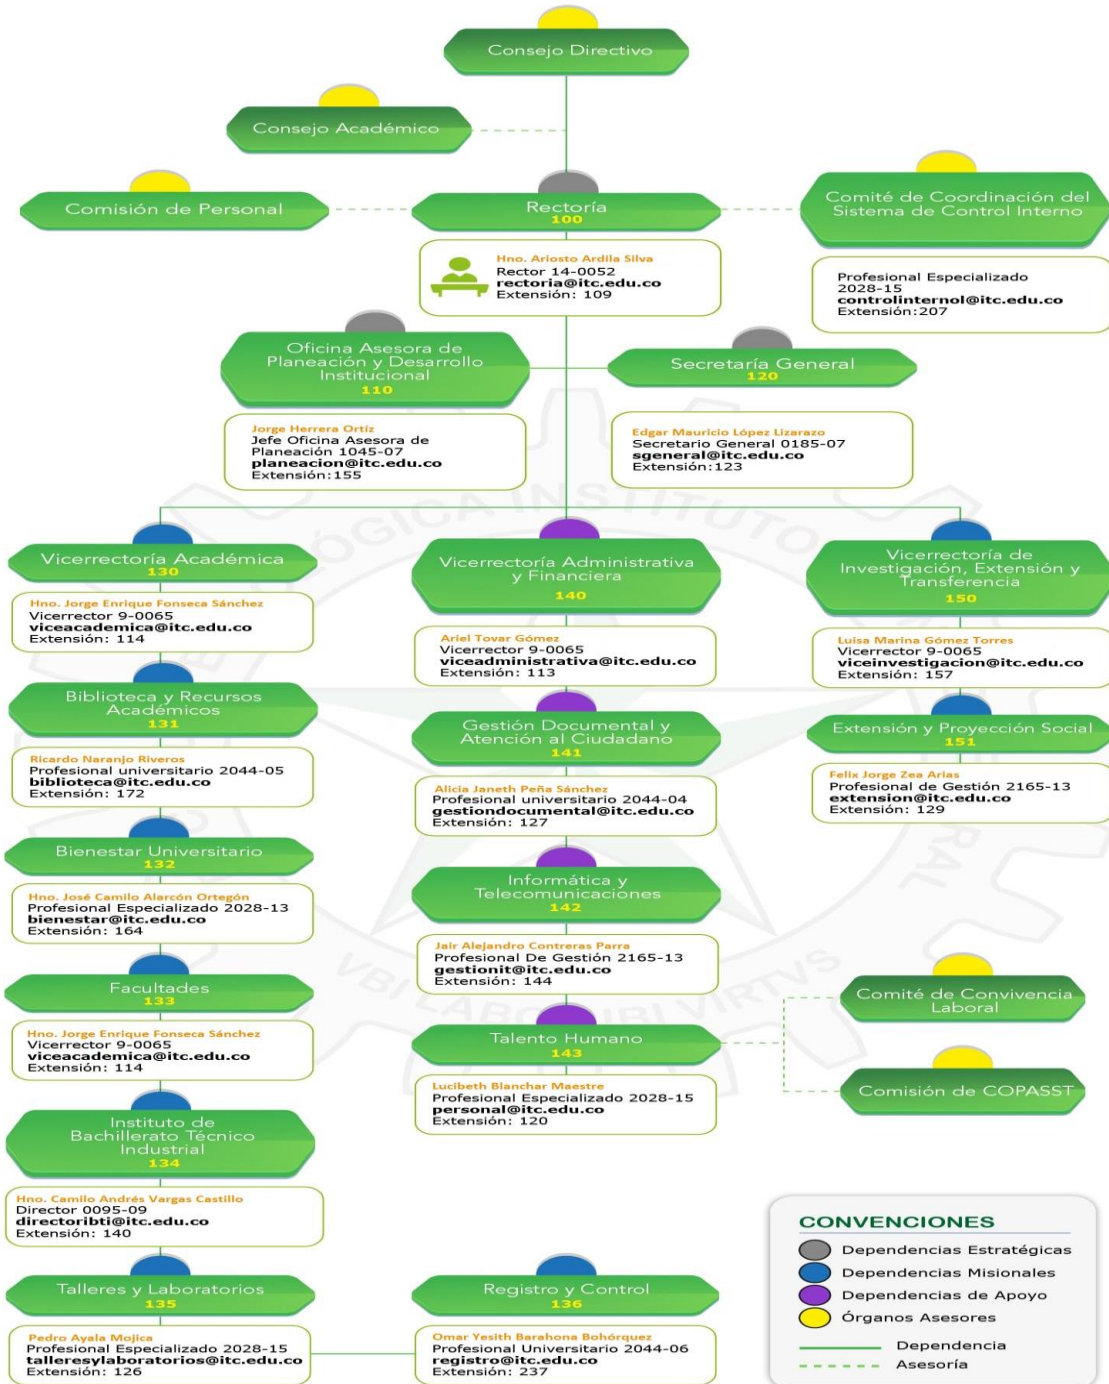 Consejo Directivo
Consejo Académico
Comisión de Personal
Rectoría
100
Comité de Coordinación del
Sistema de Control Interno
Hno. Ariosto Ardila Silva
Rector 14-0052
rectoria@itc.edu.co
Extensión: 109
Profesional Especializado
2028-15
controlinternol@itc.edu.co
Extensión:207
Oficina Asesora de
Planeación y Desarrollo
Institucional
110
Secretaría General
120
Jorge Herrera Ortíz
Jefe Oficina Asesora de
Planeación 1045-07
planeacion@itc.edu.co
Extensión:155
Edgar Mauricio López Lizarazo
Secretario General 0185-07
sgeneral@itc.edu.co
Extensión:123
Vicerrectoría Académica
130
Hno. Jorge Enrique Fonseca Sánchez
Vicerrector 9-0065
viceacademica@itc.edu.co
Extensión: 114
Biblioteca y Recursos
Académicos
131
Ricardo Naranjo Riveros
Profesional universitario 2044-05
biblioteca@itc.edu.co
Extensión: 172
Bienestar Universitario
132
Hno. José Camilo Alarcón Ortegón
Profesional Especializado 2028-13
bienestar@itc.edu.co
Extensión: 164
Facultades
133
Hno. Jorge Enrique Fonseca Sánchez
Vicerrector 9-0065
viceacademica@itc.edu.co
Extensión: 114
Instituto de
Bachillerato Técnico
Industrial
134
Hno. Camilo Andrés Vargas Castillo
Director 0095-09
directoribti@itc.edu.co
Extensión: 140
Talleres y Laboratorios
135
Pedro Ayala Mojica
Profesional Especializado 2028-15
talleresylaboratorios@itc.edu.co
Extensión: 126
Registro y Control
136
Omar Yesith Barahona Bohórquez
Profesional Universitario 2044-06
registro@itc.edu.co
Extensión: 237
Vicerrectoría Administrativa
y Financiera
140
Ariel Tovar Gómez
Vicerrector 9-0065
viceadministrativa@itc.edu.co
Extensión: 113
Gestión Documental y
Atención al Ciudadano
141
Alicia Janeth Peña Sánchez
Profesional universitario 2044-04
gestiondocumental@itc.edu.co
Extensión: 127
Informática y
Telecomunicaciones
142
Jair Alejandro Contreras Parra
Profesional De Gestión 2165-13
gestionit@itc.edu.co
Extensión: 144
Talento Humano
143
Lucibeth Blanchar Maestre
Profesional Especializado 2028-15
personal@itc.edu.co
Extensión: 120
Vicerrectoría de
Investigación, Extensión y
Transferencia
150
Luisa Marina Gómez Torres
Vicerrector 9-0065
viceinvestigacion@itc.edu.co
Extensión: 157
Extensión y Proyección Social
151
Felix Jorge Zea Arias
Profesional de Gestión 2165-13
extension@itc.edu.co
Extensión: 129
Comité de Convivencia
Laboral
Comisión de COPASST
CONVENCIONES
Dependencias Estratégicas
Dependencias Misionales
Dependencias de Apoyo
Órganos Asesores
Dependencia
Asesoría